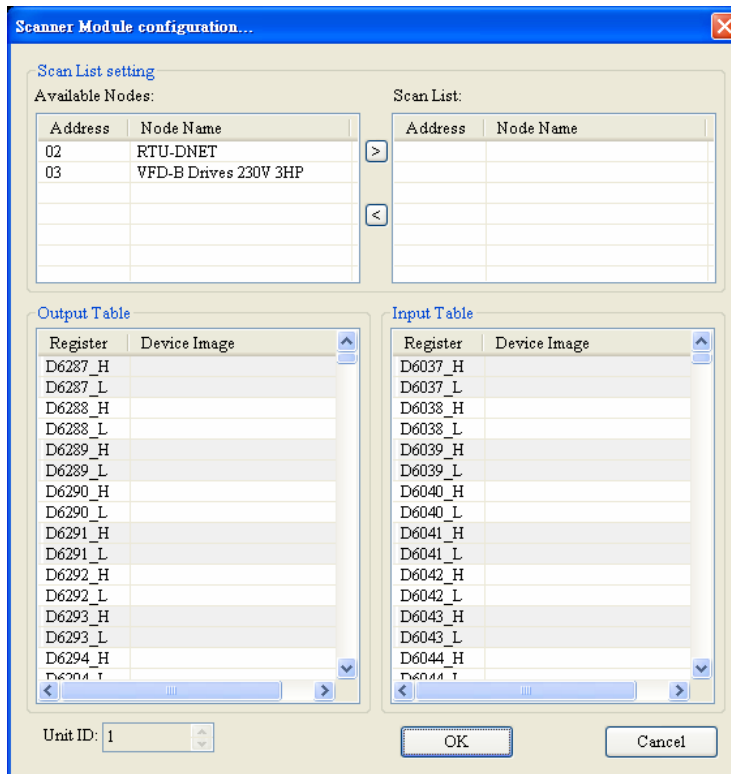 Scanner Module configuration...
Scan List setting
Available Nodes:
Address Node Name
02 RTU-DNET
03 VFD-B Drives 230V 3HP
>
<
Scan List:
Address Node Name
Output Table
Register Device Image
D6287_H
D6287_L
D6288_H
D6288_L
D6289_H
D6289_L
D6290_H
D6290_L
D6291_H
D6291_L
D6292_H
D6292_L
D6293_H
D6293_L
D6294_H
D6294_L
Input Table
Register Device Image
D6037_H
D6037_L
D6038_H
D6038_L
D6039_H
D6039_L
D6040_H
D6040_L
D6041_H
D6041_L
D6042_H
D6042_L
D6043_H
D6043_L
D6044_H
D6044_L
Unit ID: 1
OK
Cancel